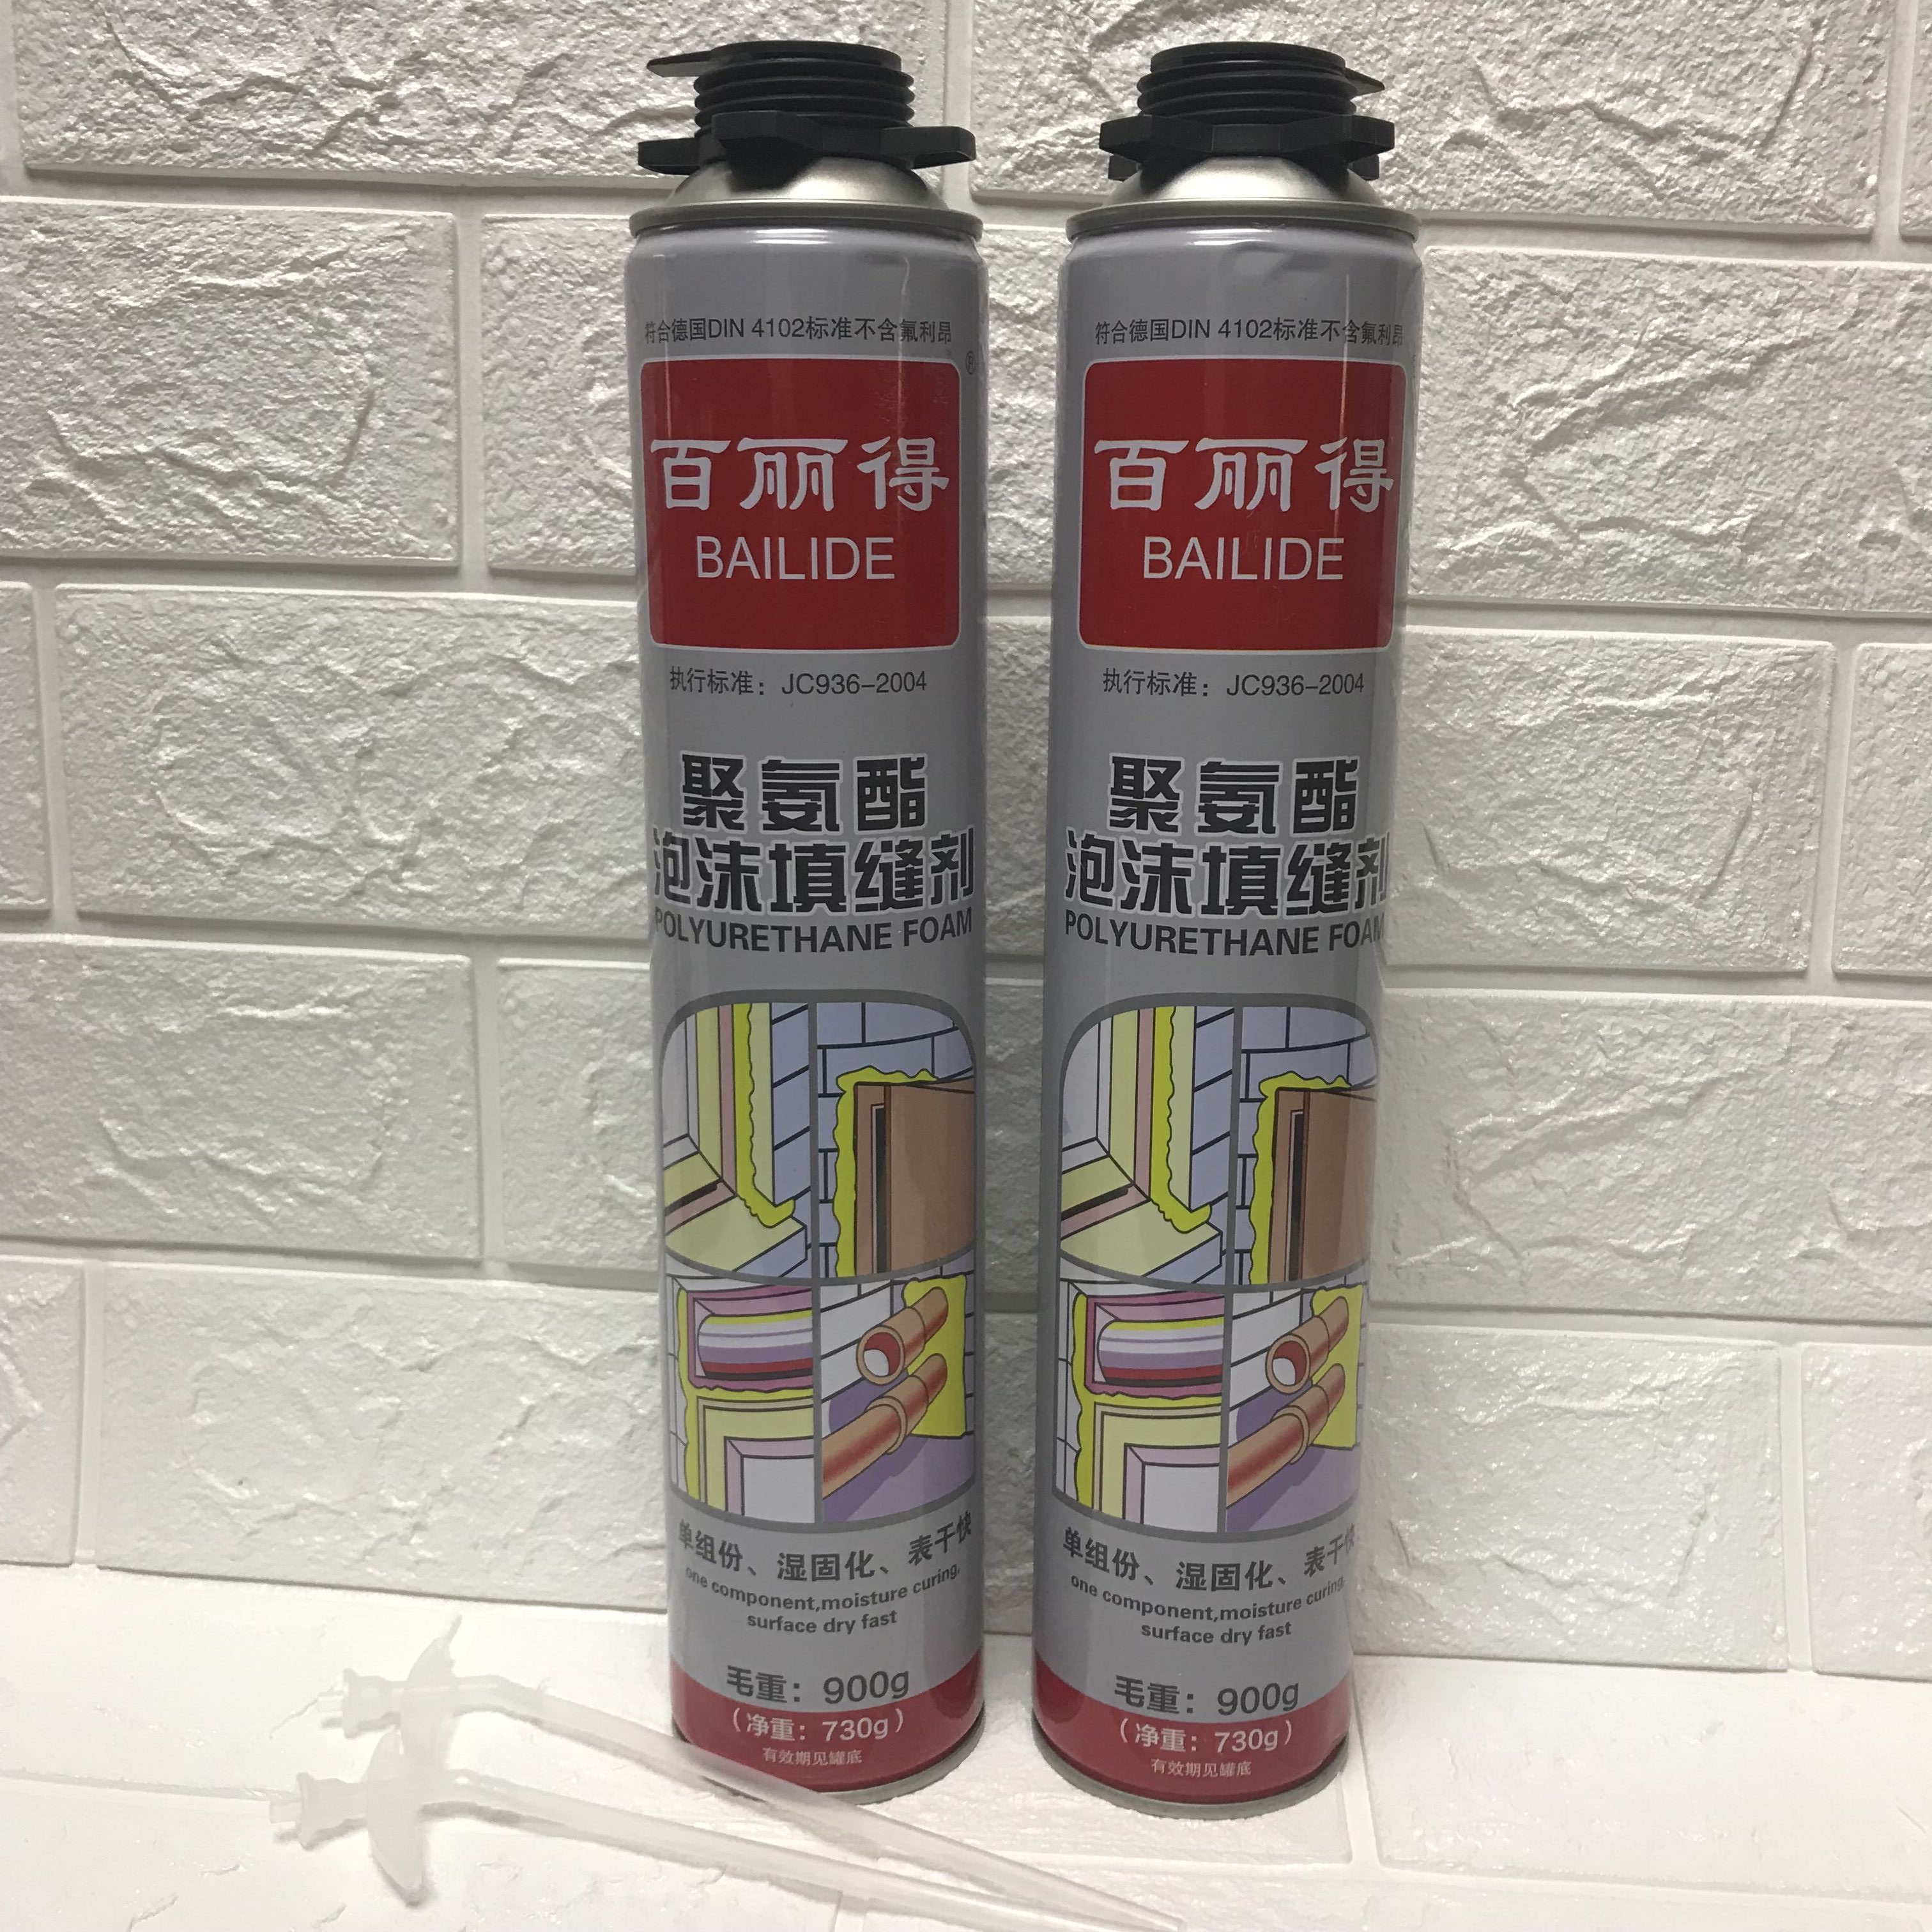 符合德国DIN 4102标准不含氟利昂
®
百丽得
BAILIDE
执行标准：JC936-2004
聚氨酯
泡沫填缝剂
POLYURETHANE FOAM
单组份、湿固化、表干快
one component,moisture curing,
surface dry fast
毛重：900g
（净重：730g）
有效期见罐底
符合德国DIN 4102标准不含氟利昂
百丽得
BAILIDE
执行标准：JC936-2004
聚氨酯
泡沫填缝剂
POLYURETHANE FOAM
单组份、湿固化、表干快
one component,moisture curing,
surface dry fast
毛重：900g
（净重：730g）
有效期见罐底